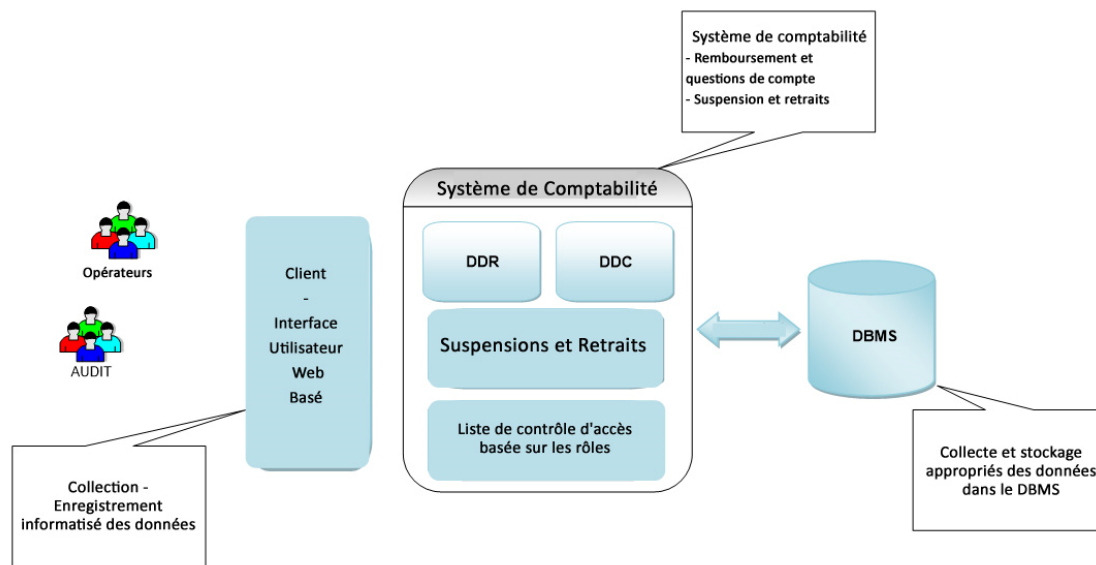 Système de comptabilité
- Remboursement et
questions de compte
- Suspension et retraits
Système de Comptabilité
DDR
DDC
Suspensions et Retraits
Liste de contrôle d'accès
basée sur les rôles
Opérateurs
AUDIT
Client
-
Interface
Utilisateur
Web
Basé
DBMS
Collection -
Enregistrement
informatisé des données
Collecte et stockage
appropriés des données
dans le DBMS